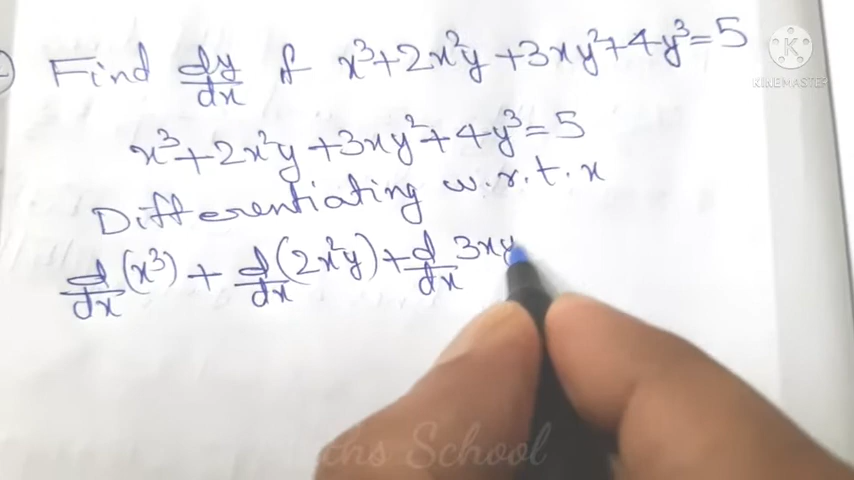 Find dy/dx if x³+2x²y+3xy²+4y³=5
K
KINEMASTER
x³+2x²y+3xy²+4y³=5
Differentiating w.r.t.x
d/dx(x³)+d/dx(2x²y)+d/dx 3xy
School